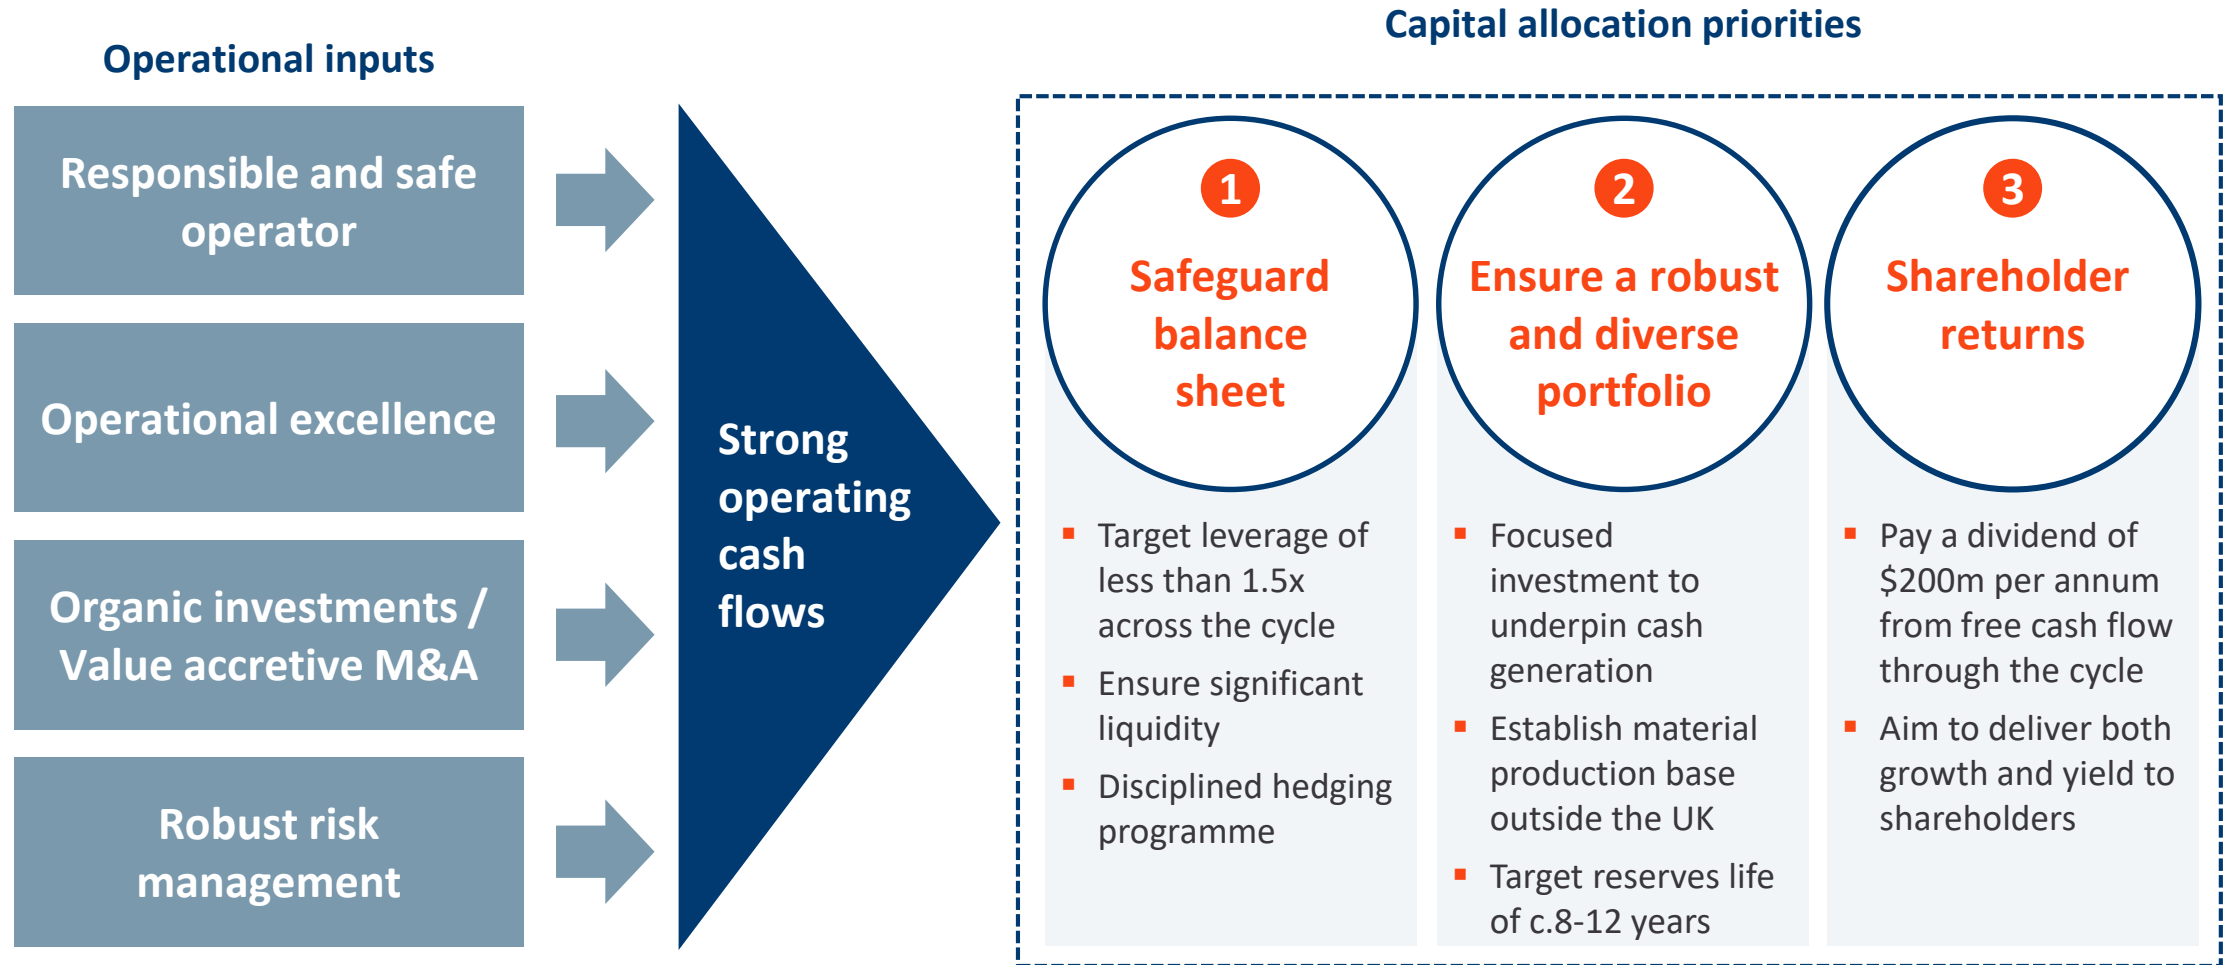 Operational inputs
Responsible and safe
operator
Operational excellence
Organic investments /
Value accretive M&A
Robust risk
management
Strong
operating
cash
flows
Capital allocation priorities
1
Safeguard
balance
sheet
▪ Target leverage of
less than 1.5x
across the cycle
▪ Ensure significant
liquidity
▪ Disciplined hedging
programme
2
Ensure a robust
and diverse
portfolio
▪ Focused
investment to
underpin cash
generation
▪ Establish material
production base
outside the UK
▪ Target reserves life
of c.8-12 years
3
Shareholder
returns
▪ Pay a dividend of
$200m per annum
from free cash flow
through the cycle
▪ Aim to deliver both
growth and yield to
shareholders